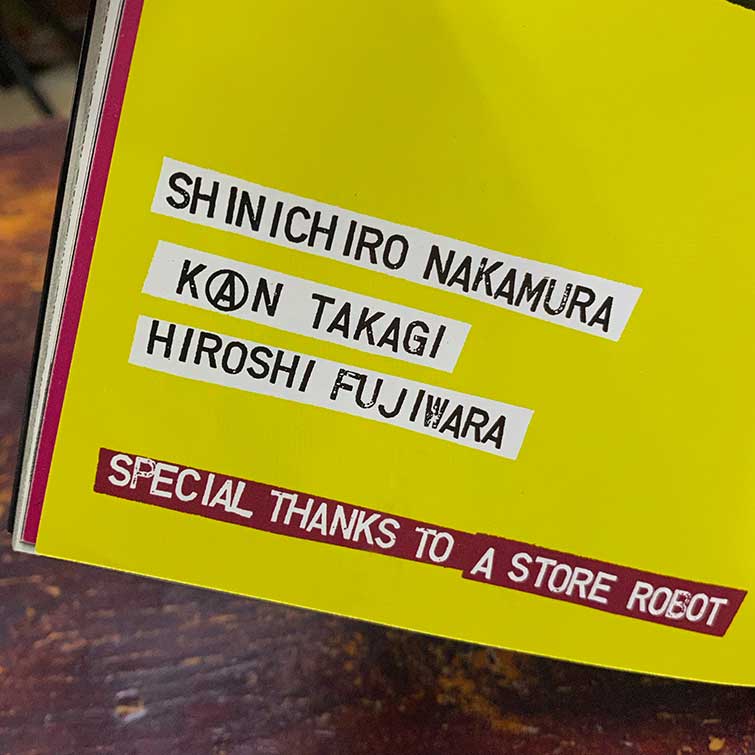 SHINICHIRO NAKAMURA
KⒶN TAKAGI
HIROSHI FUJIWARA
SPECIAL THANKS TO A STORE ROBOT